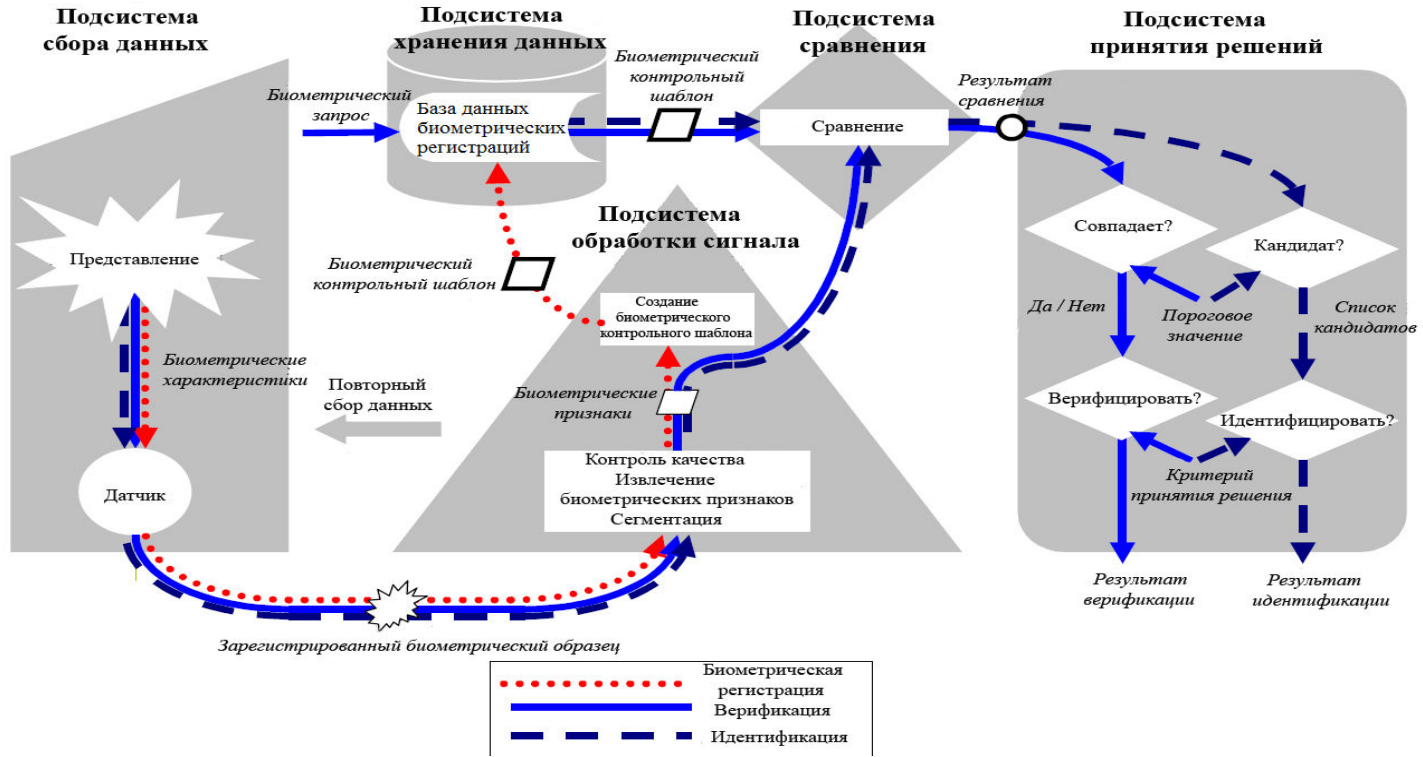 Подсистема
сбора данных
Подсистема
хранения данных
Подсистема
сравнения
Подсистема
принятия решений
Биометрический
запрос
База данных
биометрических
регистраций
Биометрический
контрольный
шаблон
Сравнение
Результат
сравнения
Представление
Биометрические
характеристики
Датчик
Повторный
сбор данных
Биометрический
контрольный шаблон
Подсистема
обработки сигнала
Создание
биометрического
контрольного шаблона
Биометрические
признаки
Контроль качества
Извлечение
биометрических признаков
Сегментация
Зарегистрированный биометрический образец
Совпадает?
Кандидат?
Да / Нет
Пороговое
значение
Список
кандидатов
Верифицировать?
Идентифицировать?
Критерий
принятия решения
Результат
верификации
Результат
идентификации
Биометрическая
регистрация
Верификация
Идентификация